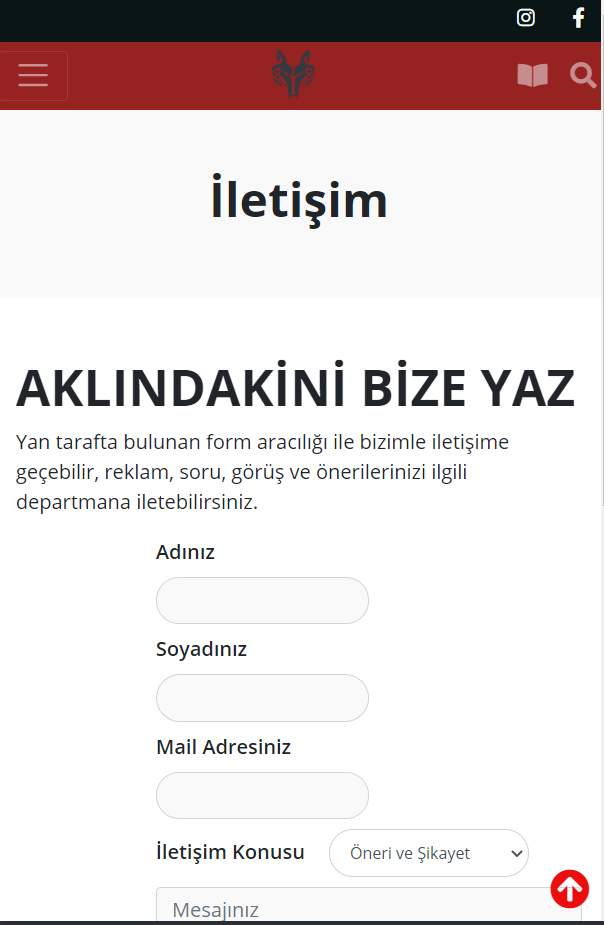 İletişim
AKLINDAKİNİ BİZE YAZ
Yan tarafta bulunan form aracılığı ile bizimle iletişime
geçebilir, reklam, soru, görüş ve önerilerinizi ilgili
departmana iletebilirsiniz.
Adınız
Soyadınız
Mail Adresiniz
İletişim Konusu
Öneri ve Şikayet
Mesajınız